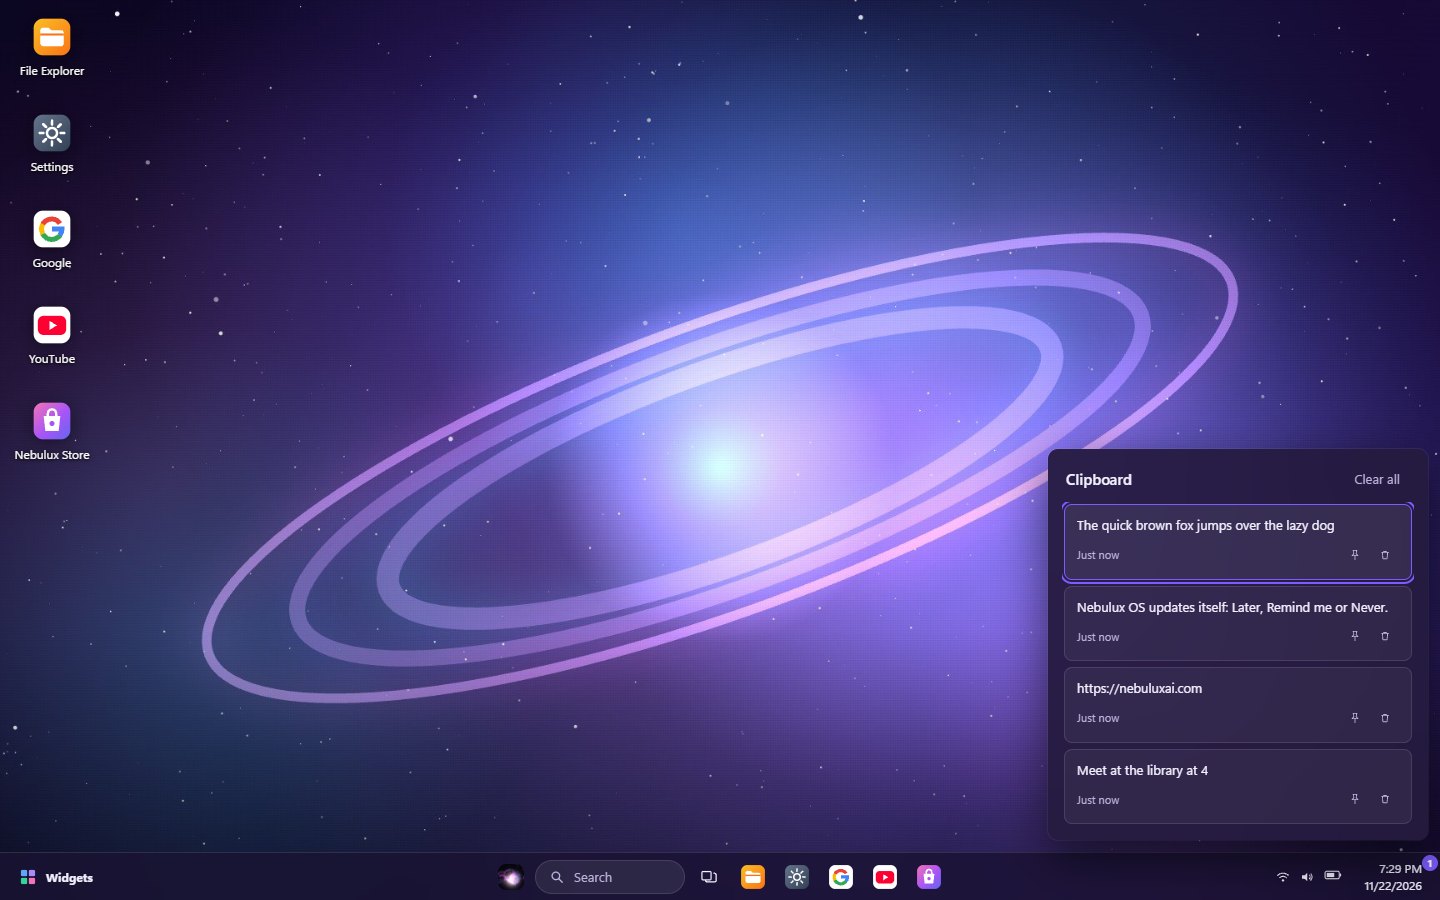 File Explorer
Settings
Google
YouTube
Nebulux Store
Clipboard
Clear all
The quick brown fox jumps over the lazy dog
Just now
Nebulux OS updates itself: Later, Remind me or Never.
Just now
https://nebuluxai.com
Just now
Meet at the library at 4
Just now
Widgets
Search
7:29 PM
1
11/22/2026